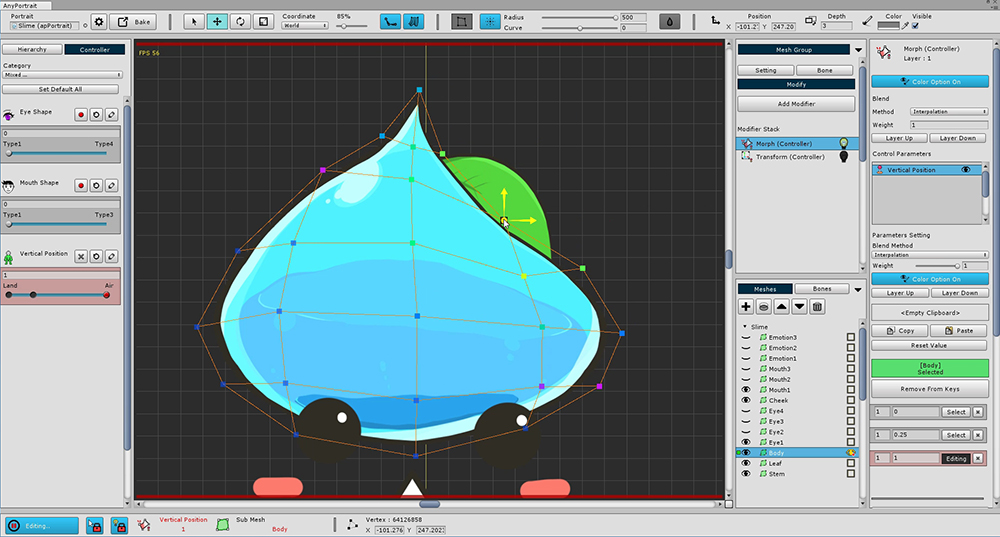 AnyPortrait
Portrait
Slime (apPortrait)
Bake
Coordinate
World
85%
Radius
500
Curve
0
Position
X -101.2
Y 247.20
Depth
3
Color
Visible
Hierarchy
Controller
Category
Mixed ...
Set Default All
Eye Shape
0
Type1
Type4
Mouth Shape
0
Type1
Type3
Vertical Position
1
Land
Air
FPS 56
Mesh Group
Setting
Bone
Modify
Add Modifier
Modifier Stack
Morph (Controller)
Transform (Controller)
Meshes
Bones
Slime
Emotion3
Emotion2
Emotion1
Mouth3
Mouth2
Mouth1
Cheek
Eye4
Eye3
Eye2
Eye1
Body
Leaf
Stem
Morph (Controller)
Layer : 1
Color Option On
Blend
Method
Interpolation
Weight
1
Layer Up
Layer Down
Control Parameters
Vertical Position
Parameters Setting
Blend Method
Interpolation
Weight
1
Color Option On
Layer Up
Layer Down
<Empty Clipboard>
Copy
Paste
Reset Value
[Body]
Selected
Remove From Keys
1
0
Select
1
0.25
Select
1
1
Editing
Editing..
Vertical Position
1
Sub Mesh
Body
Vertex : 64126858
X -101.276
Y 247.202